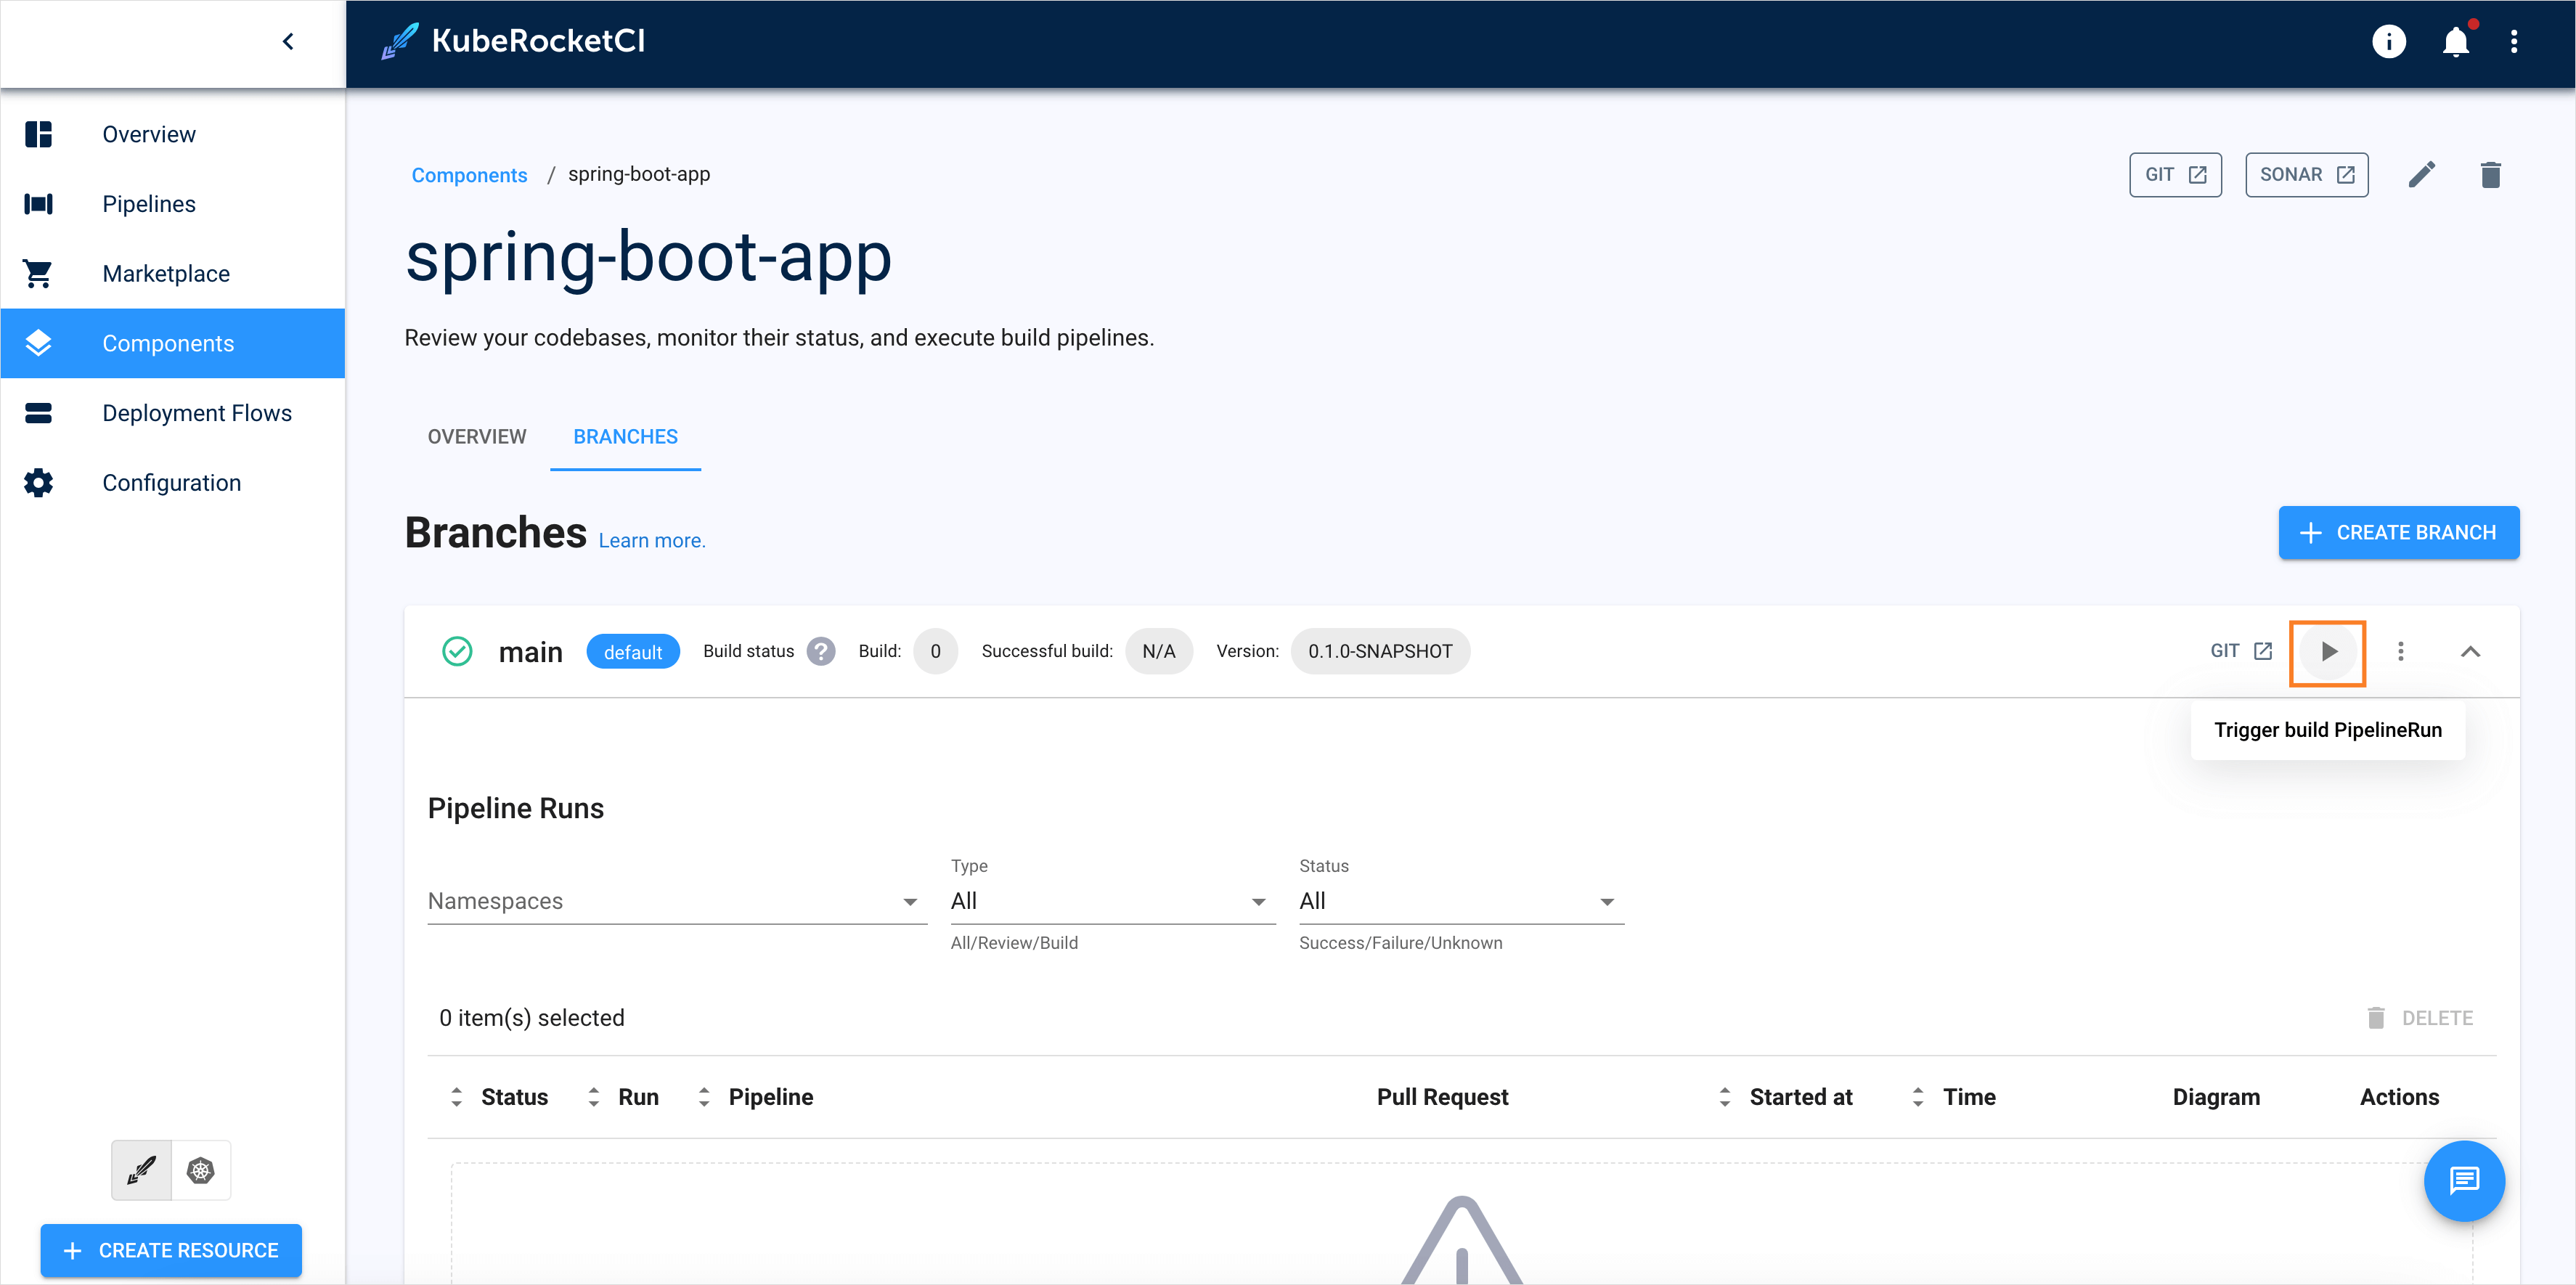 KubeRocketCI
Overview
Pipelines
Marketplace
Components
Deployment Flows
Configuration
CREATE RESOURCE
Components / spring-boot-app
GIT
SONAR
spring-boot-app
Review your codebases, monitor their status, and execute build pipelines.
OVERVIEW BRANCHES
Branches Learn more.
CREATE BRANCH
main default Build status ? Build: 0 Successful build: N/A Version: 0.1.0-SNAPSHOT GIT
Trigger build PipelineRun
Pipeline Runs
Type Status
Namespaces All All
All/Review/Build Success/Failure/Unknown
0 item(s) selected DELETE
Status Run Pipeline Pull Request Started at Time Diagram Actions